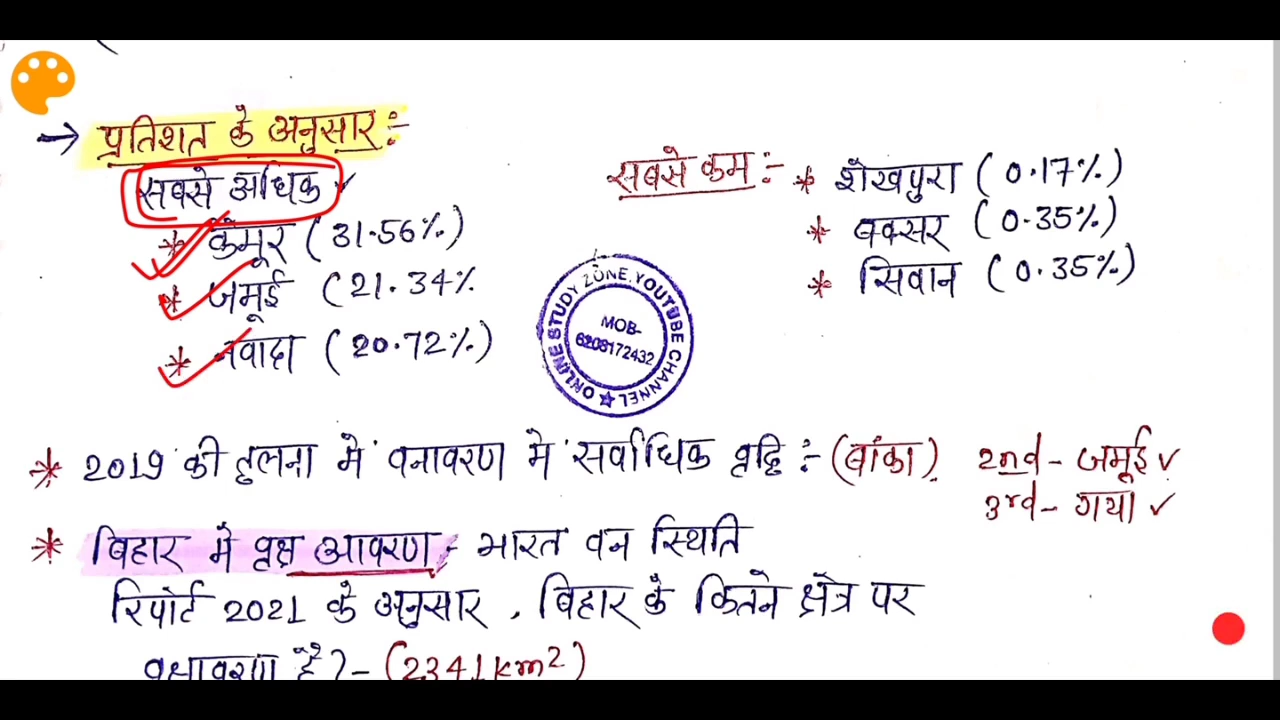 → प्रतिशत के अनुसार :-
सबसे अधिक ✓
* कैमूर (31.56%)
* जमूई (21.34%
* नवादा (20.72%)
सबसे कम :- * शेखपुरा (0.17%)
* बक्सर (0.35%)
* सिवान (0.35%)
ONLINE STUDY ZONE YOUTUBE CHANNEL
MOB-
6208172432
* 2019 की तुलना मे वनावरण मे सर्वाधिक वृद्धि :- (बांका) 2nd - जमूई ✓
3rd - गया ✓
* बिहार मे वृक्ष आवरण - भारत वन स्थिति
रिपोर्ट 2021 के अनुसार , बिहार के कितने क्षेत्र पर
वृक्षावरण है? - (2341 km²)